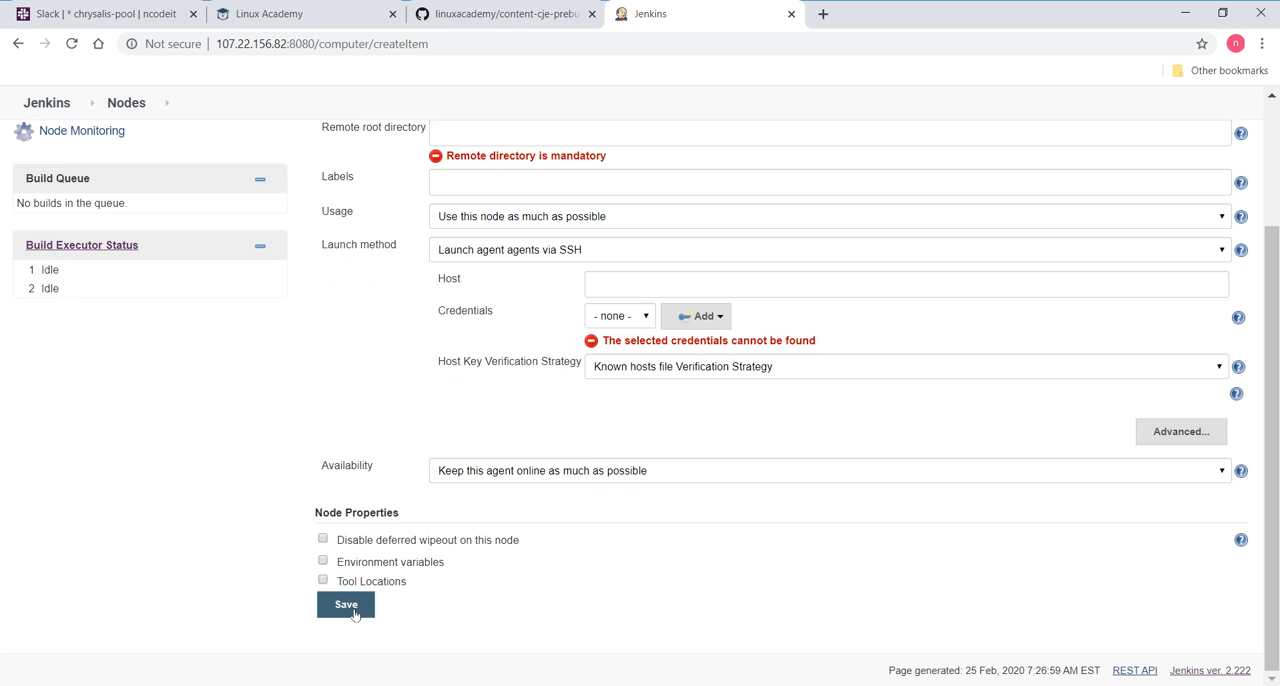 Slack | * chrysalis-pool | ncodeit
Linux Academy
linuxacademy/content-cje-prebu
Jenkins
Not secure | 107.22.156.82:8080/computer/createItem
n
Other bookmarks
Jenkins Nodes
Node Monitoring
Remote root directory
Remote directory is mandatory
Build Queue
No builds in the queue.
Labels
Usage
Use this node as much as possible
Build Executor Status
Launch method
Launch agent agents via SSH
1 Idle
2 Idle
Host
Credentials
- none -
Add
The selected credentials cannot be found
Host Key Verification Strategy
Known hosts file Verification Strategy
Advanced...
Availability
Keep this agent online as much as possible
Node Properties
Disable deferred wipeout on this node
Environment variables
Tool Locations
Save
Page generated: 25 Feb, 2020 7:26:59 AM EST REST API Jenkins ver. 2.222